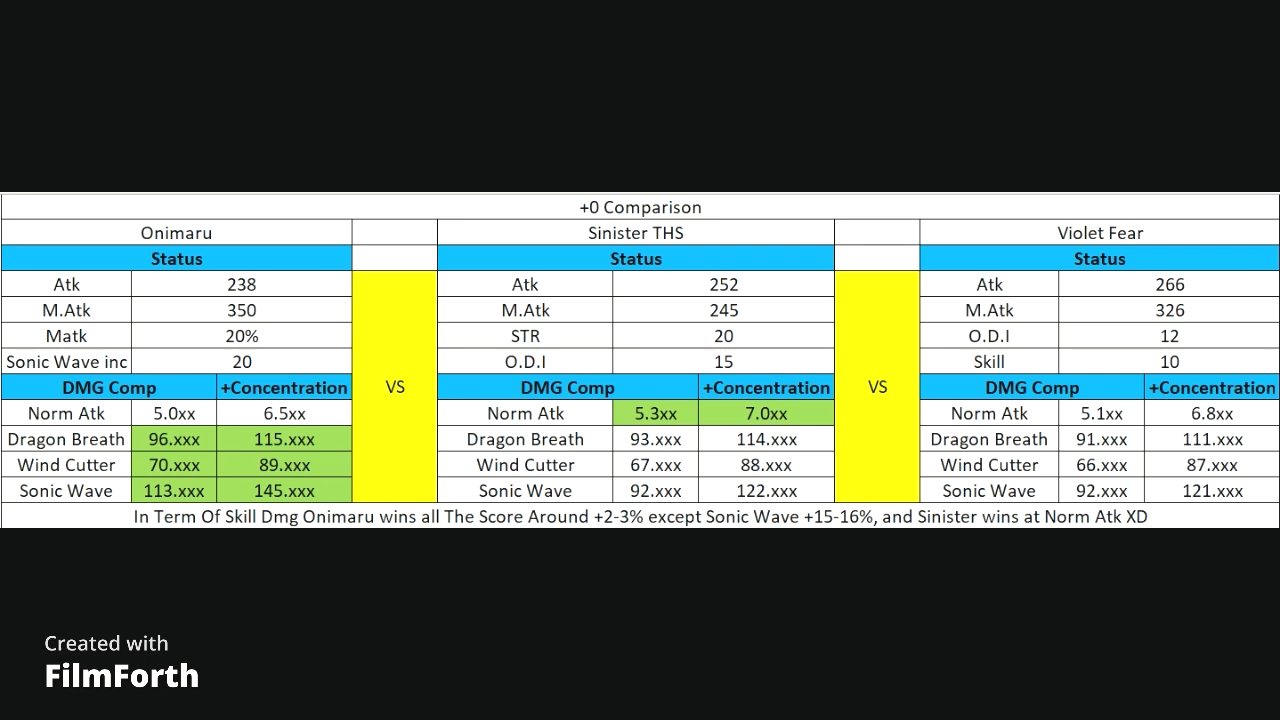 +0 Comparison
Onimaru Sinister THS Violet Fear
Status Status Status
Atk 238 Atk 252 Atk 266
M.Atk 350 M.Atk 245 M.Atk 326
Matk 20% STR 20 O.D.I 12
Sonic Wave inc 20 O.D.I 15 Skill 10
DMG Comp +Concentration VS DMG Comp +Concentration VS DMG Comp +Concentration
Norm Atk 5.0xx 6.5xx Norm Atk 5.3xx 7.0xx Norm Atk 5.1xx 6.8xx
Dragon Breath 96.xxx 115.xxx Dragon Breath 93.xxx 114.xxx Dragon Breath 91.xxx 111.xxx
Wind Cutter 70.xxx 89.xxx Wind Cutter 67.xxx 88.xxx Wind Cutter 66.xxx 87.xxx
Sonic Wave 113.xxx 145.xxx Sonic Wave 92.xxx 122.xxx Sonic Wave 92.xxx 121.xxx
In Term Of Skill Dmg Onimaru wins all The Score Around +2-3% except Sonic Wave +15-16%, and Sinister wins at Norm Atk XD
Created with
FilmForth